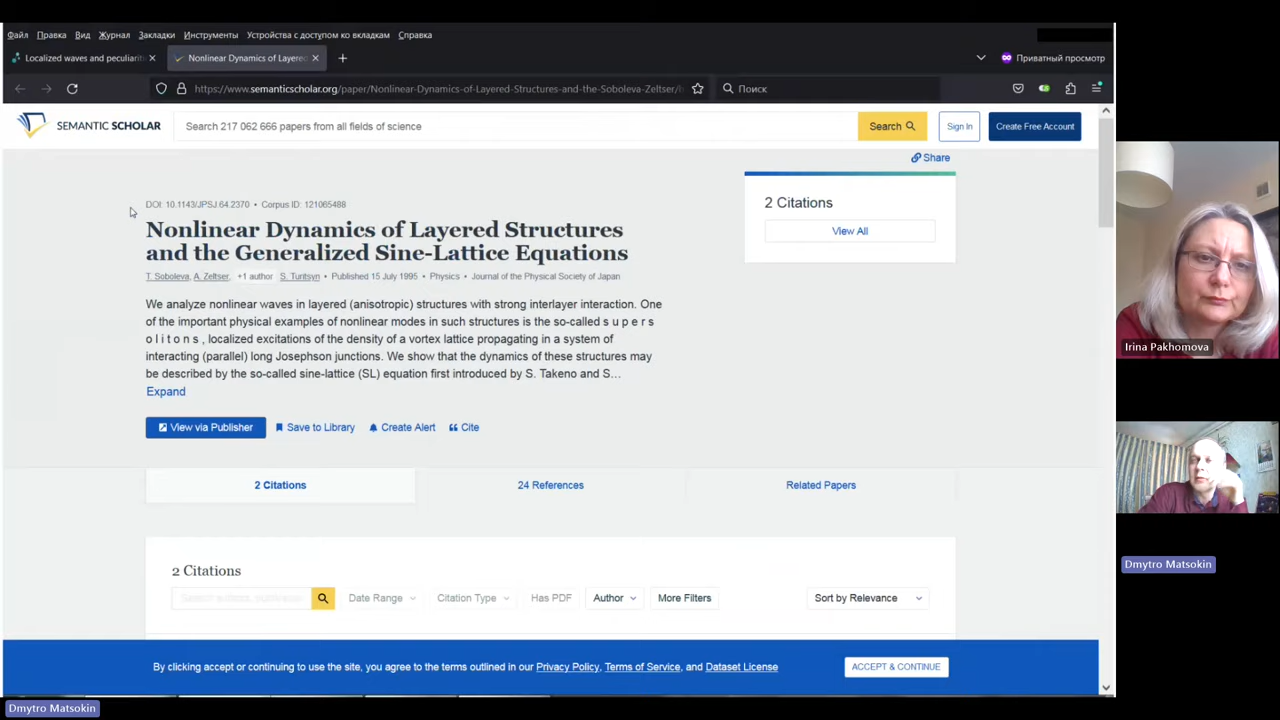 Файл Правка Вид Журнал Закладки Инструменты Устройства с доступом ко вкладкам Справка
Localized waves and peculiariti
Nonlinear Dynamics of Layered
Приватный просмотр
https://www.semanticscholar.org/paper/Nonlinear-Dynamics-of-Layered-Structures-and-the-Soboleva-Zeltser/
Поиск
SEMANTIC SCHOLAR
Search 217 062 666 papers from all fields of science
Search
Sign In
Create Free Account
Share
DOI: 10.1143/JPSJ.64.2370 • Corpus ID: 121065488
Nonlinear Dynamics of Layered Structures
and the Generalized Sine-Lattice Equations
T. Soboleva, A. Zeltser, +1 author S. Turitsyn • Published 15 July 1995 • Physics • Journal of the Physical Society of Japan
We analyze nonlinear waves in layered (anisotropic) structures with strong interlayer interaction. One
of the important physical examples of nonlinear modes in such structures is the so-called s u p e r s
o l i t o n s , localized excitations of the density of a vortex lattice propagating in a system of
interacting (parallel) long Josephson junctions. We show that the dynamics of these structures may
be described by the so-called sine-lattice (SL) equation first introduced by S. Takeno and S…
Expand
View via Publisher
Save to Library
Create Alert
Cite
2 Citations
View All
2 Citations
24 References
Related Papers
2 Citations
Date Range
Citation Type
Has PDF
Author
More Filters
Sort by Relevance
By clicking accept or continuing to use the site, you agree to the terms outlined in our Privacy Policy, Terms of Service, and Dataset License
ACCEPT & CONTINUE
Irina Pakhomova
Dmytro Matsokin
Dmytro Matsokin